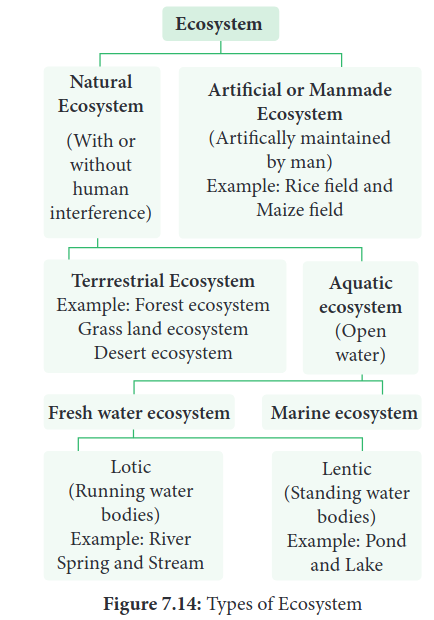 Ecosystem
Natural
Ecosystem
(With or
without
human
interference)
Artificial or Manmade
Ecosystem
(Artifically maintained
by man)
Example: Rice field and
Maize field
Terrrestrial Ecosystem
Example: Forest ecosystem
Grass land ecosystem
Desert ecosystem
Aquatic
ecosystem
(Open
water)
Fresh water ecosystem
Marine ecosystem
Lotic
(Running water
bodies)
Example: River
Spring and Stream
Lentic
(Standing water
bodies)
Example: Pond
and Lake
Figure 7.14: Types of Ecosystem